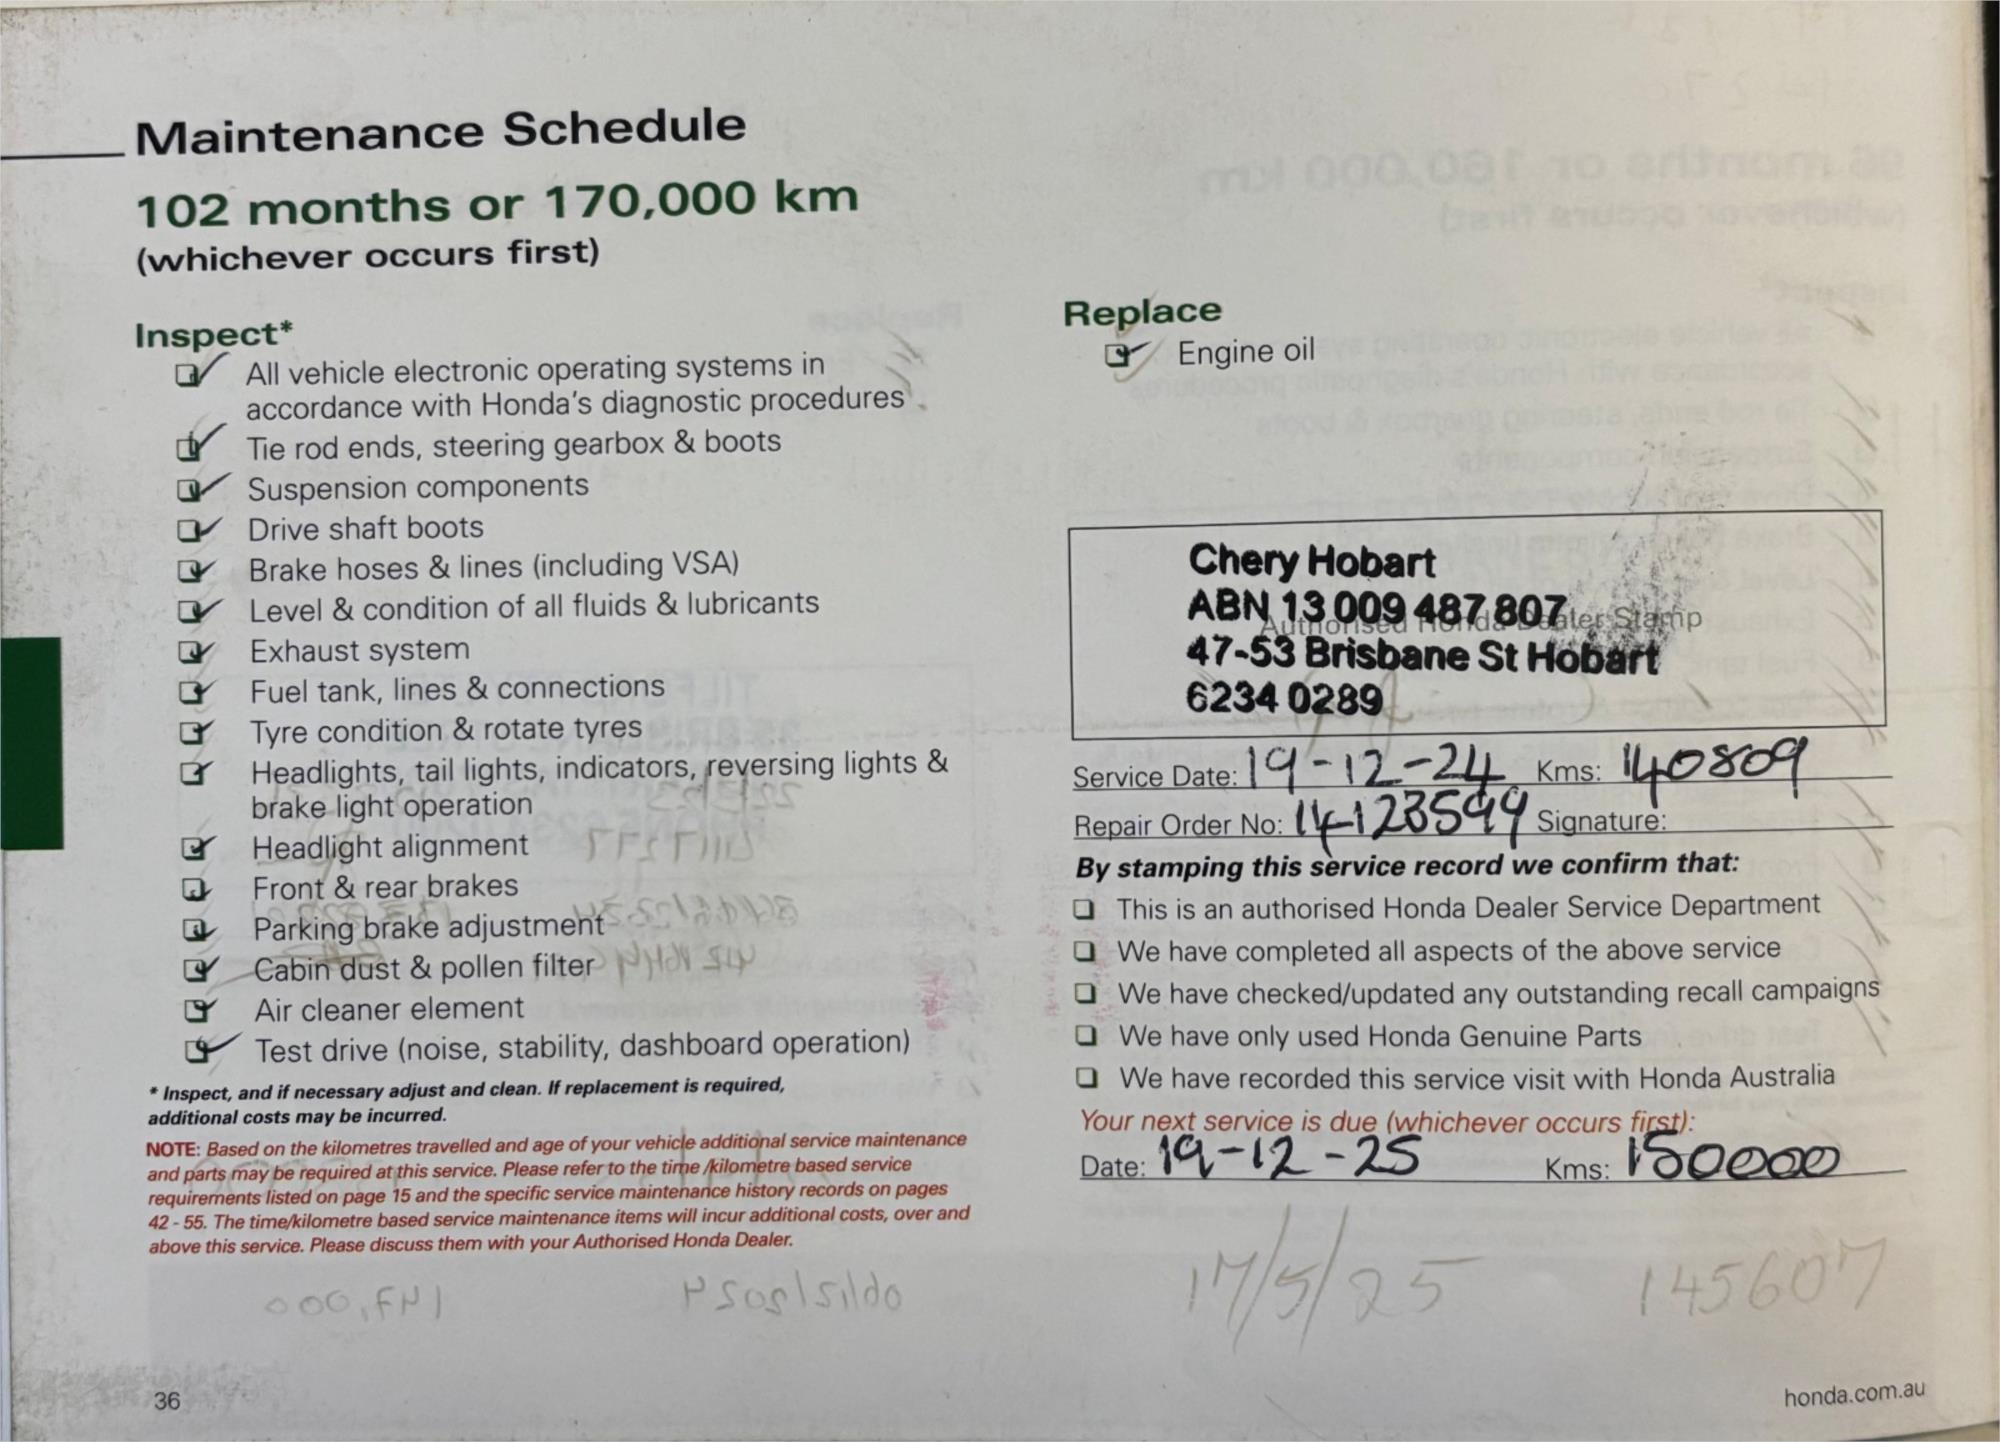 Maintenance Schedule
102 months or 170,000 km
(whichever occurs first)
Inspect*
All vehicle electronic operating systems in
accordance with Honda's diagnostic procedures
Tie rod ends, steering gearbox & boots
Suspension components
Drive shaft boots
Brake hoses & lines (including VSA)
Level & condition of all fluids & lubricants
Exhaust system
Fuel tank, lines & connections
Tyre condition & rotate tyres
Headlights, tail lights, indicators, reversing lights &
brake light operation
Headlight alignment
Front & rear brakes
Parking brake adjustment
Cabin dust & pollen filter
Air cleaner element
Test drive (noise, stability, dashboard operation)
* Inspect, and if necessary adjust and clean. If replacement is required,
additional costs may be incurred.
NOTE: Based on the kilometres travelled and age of your vehicle additional service maintenance
and parts may be required at this service. Please refer to the time /kilometre based service
requirements listed on page 15 and the specific service maintenance history records on pages
42 - 55. The time/kilometre based service maintenance items will incur additional costs, over and
above this service. Please discuss them with your Authorised Honda Dealer.
36
Replace
Engine oil
Chery Hobart
ABN 13 009 487 807
Authorised Honda Dealer Stamp
47-53 Brisbane St Hobart
6234 0289
Service Date: 19-12-24 Kms: 140809
Repair Order No: 14123599 Signature:
By stamping this service record we confirm that:
This is an authorised Honda Dealer Service Department
We have completed all aspects of the above service
We have checked/updated any outstanding recall campaigns
We have only used Honda Genuine Parts
We have recorded this service visit with Honda Australia
Your next service is due (whichever occurs first):
Date: 19-12-25 Kms: 150000
17/5/25 145607
honda.com.au